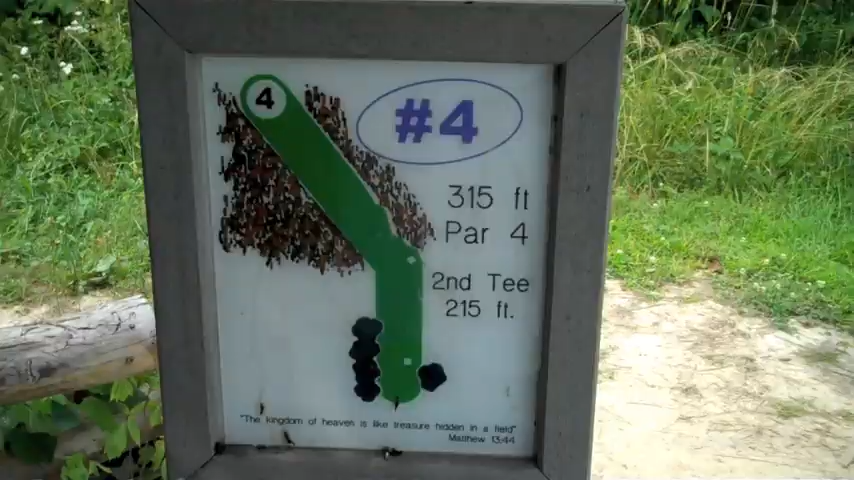 4
#4
315 ft
Par 4
2nd Tee
215 ft.
"The kingdom of heaven is like treasure hidden in a field"
Matthew 13:44